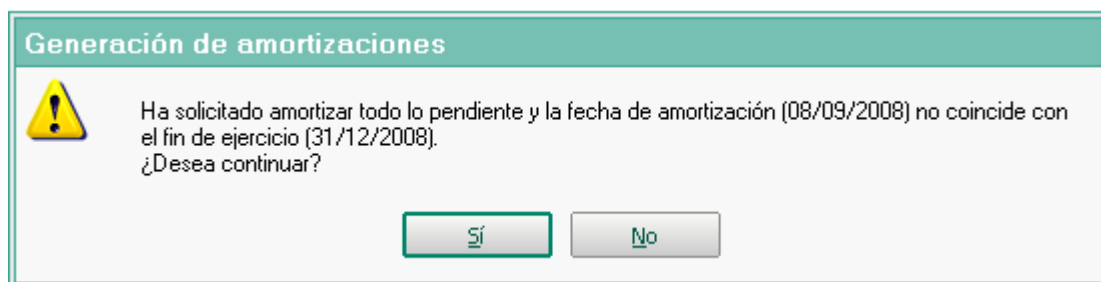 Generación de amortizaciones
Ha solicitado amortizar todo lo pendiente y la fecha de amortización (08/09/2008) no coincide con
el fin de ejercicio (31/12/2008).
¿Desea continuar?
Sí
No